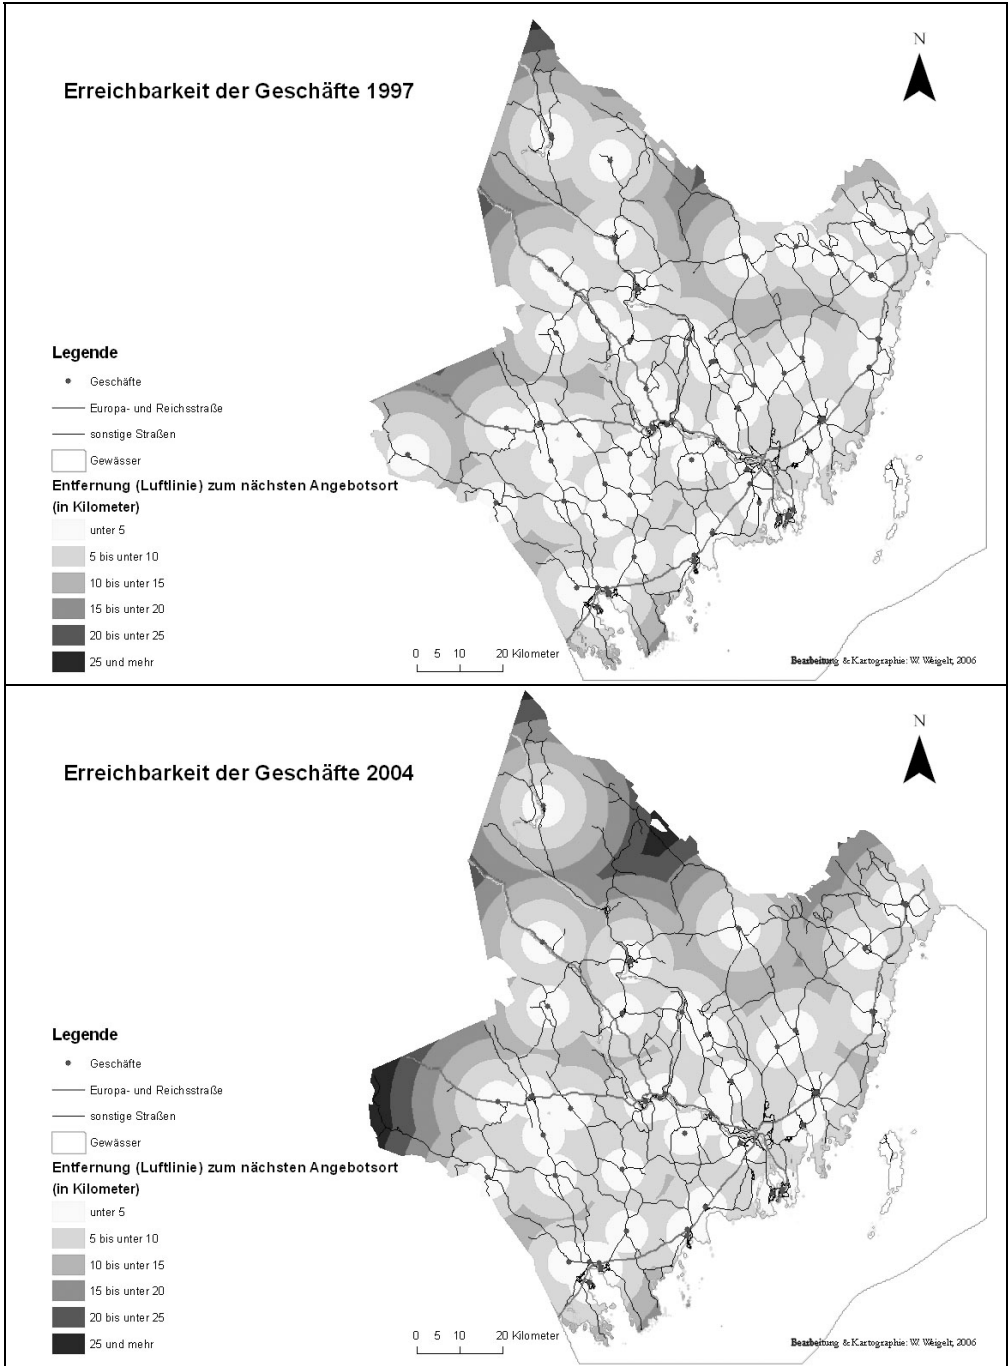 Erreichbarkeit der Geschäfte 1997
N
Legende
Geschäfte
Europa- und Reichsstraße
sonstige Straßen
Gewässer
Entfernung (Luftlinie) zum nächsten Angebotsort
(in Kilometer)
unter 5
5 bis unter 10
10 bis unter 15
15 bis unter 20
20 bis unter 25
25 und mehr
0 5 10 20 Kilometer
Bearbeitung & Kartographie: W. Weigelt, 2006
Erreichbarkeit der Geschäfte 2004
N
Legende
Geschäfte
Europa- und Reichsstraße
sonstige Straßen
Gewässer
Entfernung (Luftlinie) zum nächsten Angebotsort
(in Kilometer)
unter 5
5 bis unter 10
10 bis unter 15
15 bis unter 20
20 bis unter 25
25 und mehr
0 5 10 20 Kilometer
Bearbeitung & Kartographie: W. Weigelt, 2006